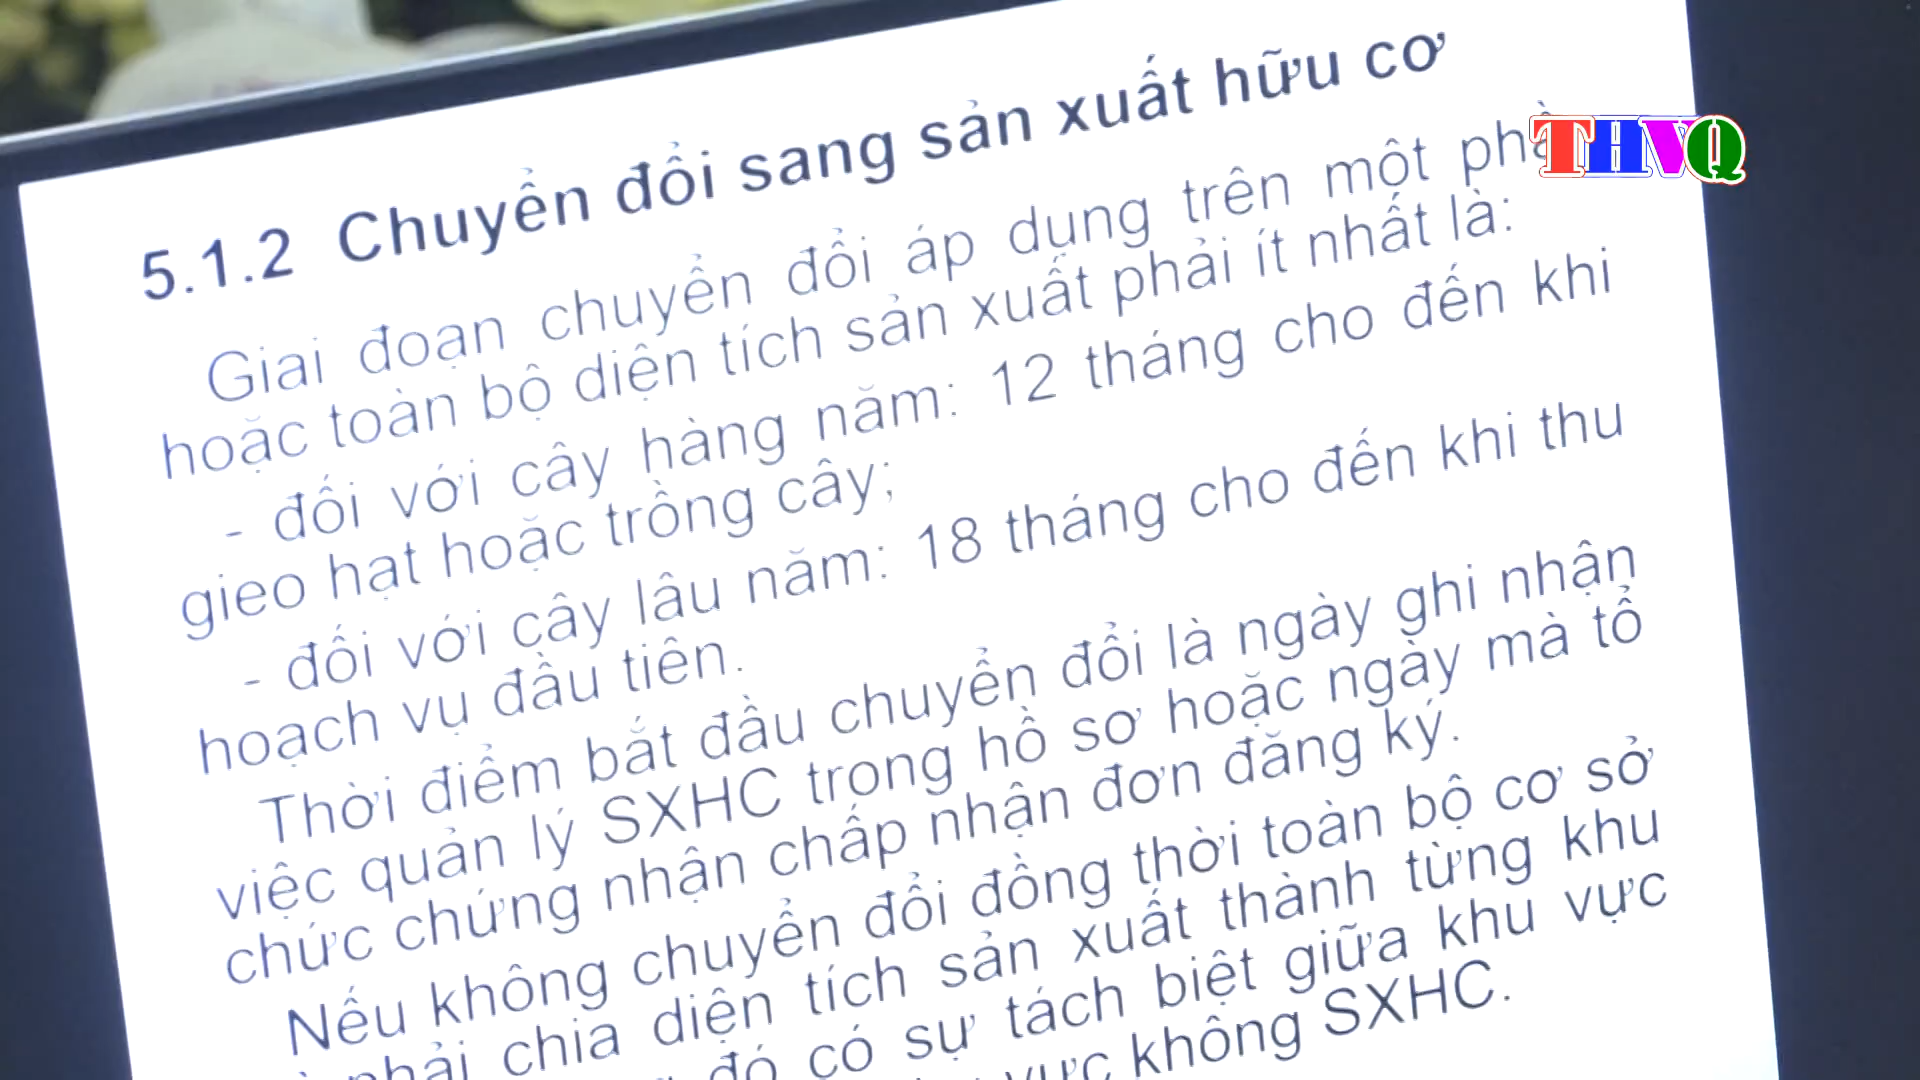 5.1.2 Chuyển đổi sang sản xuất hữu cơ
THVQ
Giai đoạn chuyển đổi áp dụng trên một
hoặc toàn bộ diện tích sản xuất phải ít nhất là:
- đối với cây hàng năm: 12 tháng cho đến khi
gieo hạt hoặc trồng cây;
- đối với cây lâu năm: 18 tháng cho đến khi thu
hoạch vụ đầu tiên.
Thời điểm bắt đầu chuyển đổi là ngày ghi nhận
việc quản lý SXHC trong hồ sơ hoặc ngày mà tổ
chức chứng nhận chấp nhận đơn đăng ký.
Nếu không chuyển đổi đồng thời toàn bộ cơ sở
phải chia diện tích sản xuất thành từng khu
đó có sự tách biệt giữa khu vực
vực không SXHC.